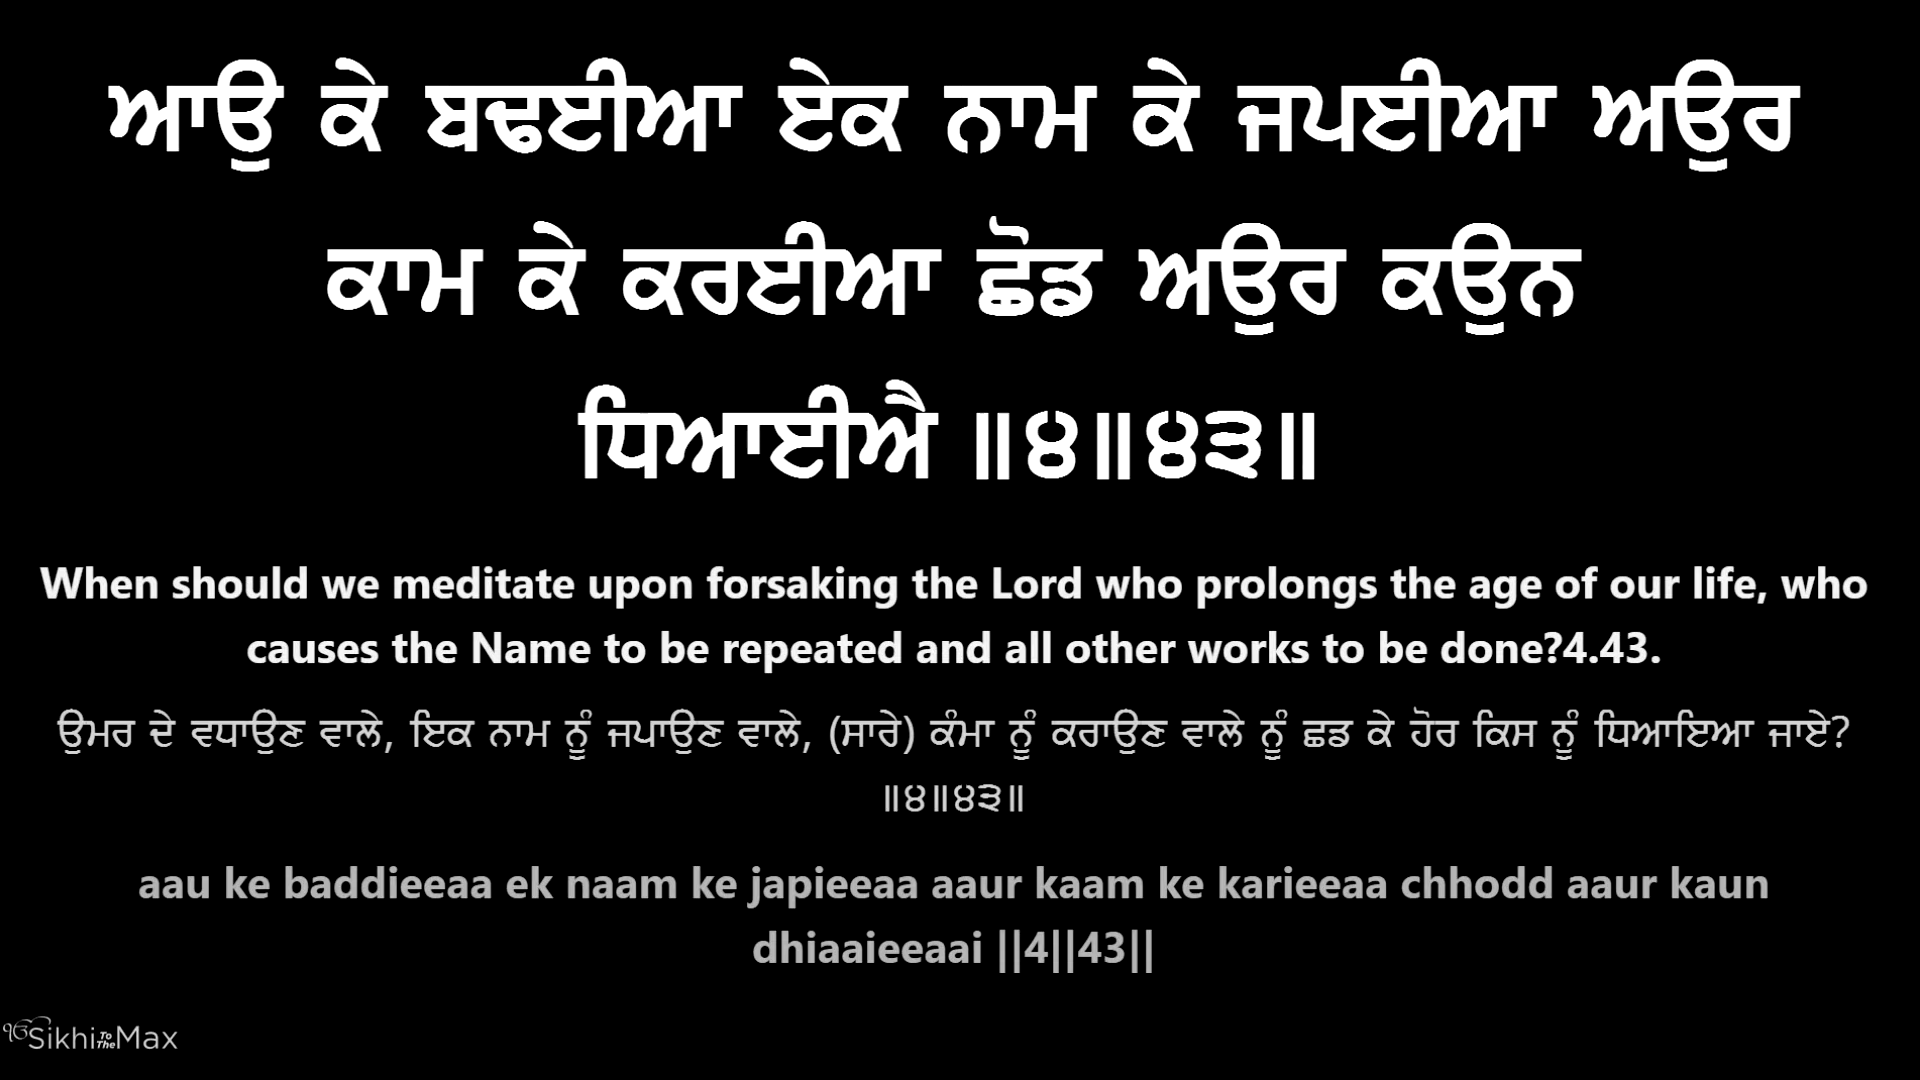 ਆਉ ਕੇ ਬਢਈਆ ਏਕ ਨਾਮ ਕੇ ਜਪਈਆ ਅਉਰ
ਕਾਮ ਕੇ ਕਰਈਆ ਛੋਡ ਅਉਰ ਕਉਨ
ਧਿਆਈਐ ॥੪॥੪੩॥
When should we meditate upon forsaking the Lord who prolongs the age of our life, who
causes the Name to be repeated and all other works to be done?4.43.
ਉਮਰ ਦੇ ਵਧਾਉਣ ਵਾਲੇ, ਇਕ ਨਾਮ ਨੂੰ ਜਪਾਉਣ ਵਾਲੇ, (ਸਾਰੇ) ਕੰਮਾ ਨੂੰ ਕਰਾਉਣ ਵਾਲੇ ਨੂੰ ਛਡ ਕੇ ਹੋਰ ਕਿਸ ਨੂੰ ਧਿਆਇਆ ਜਾਏ?
॥੪॥੪੩॥
aau ke baddieeaa ek naam ke japieeaa aaur kaam ke karieeaa chhodd aaur kaun
dhiaaieeaai ||4||43||
ੴSikhiToTheMax